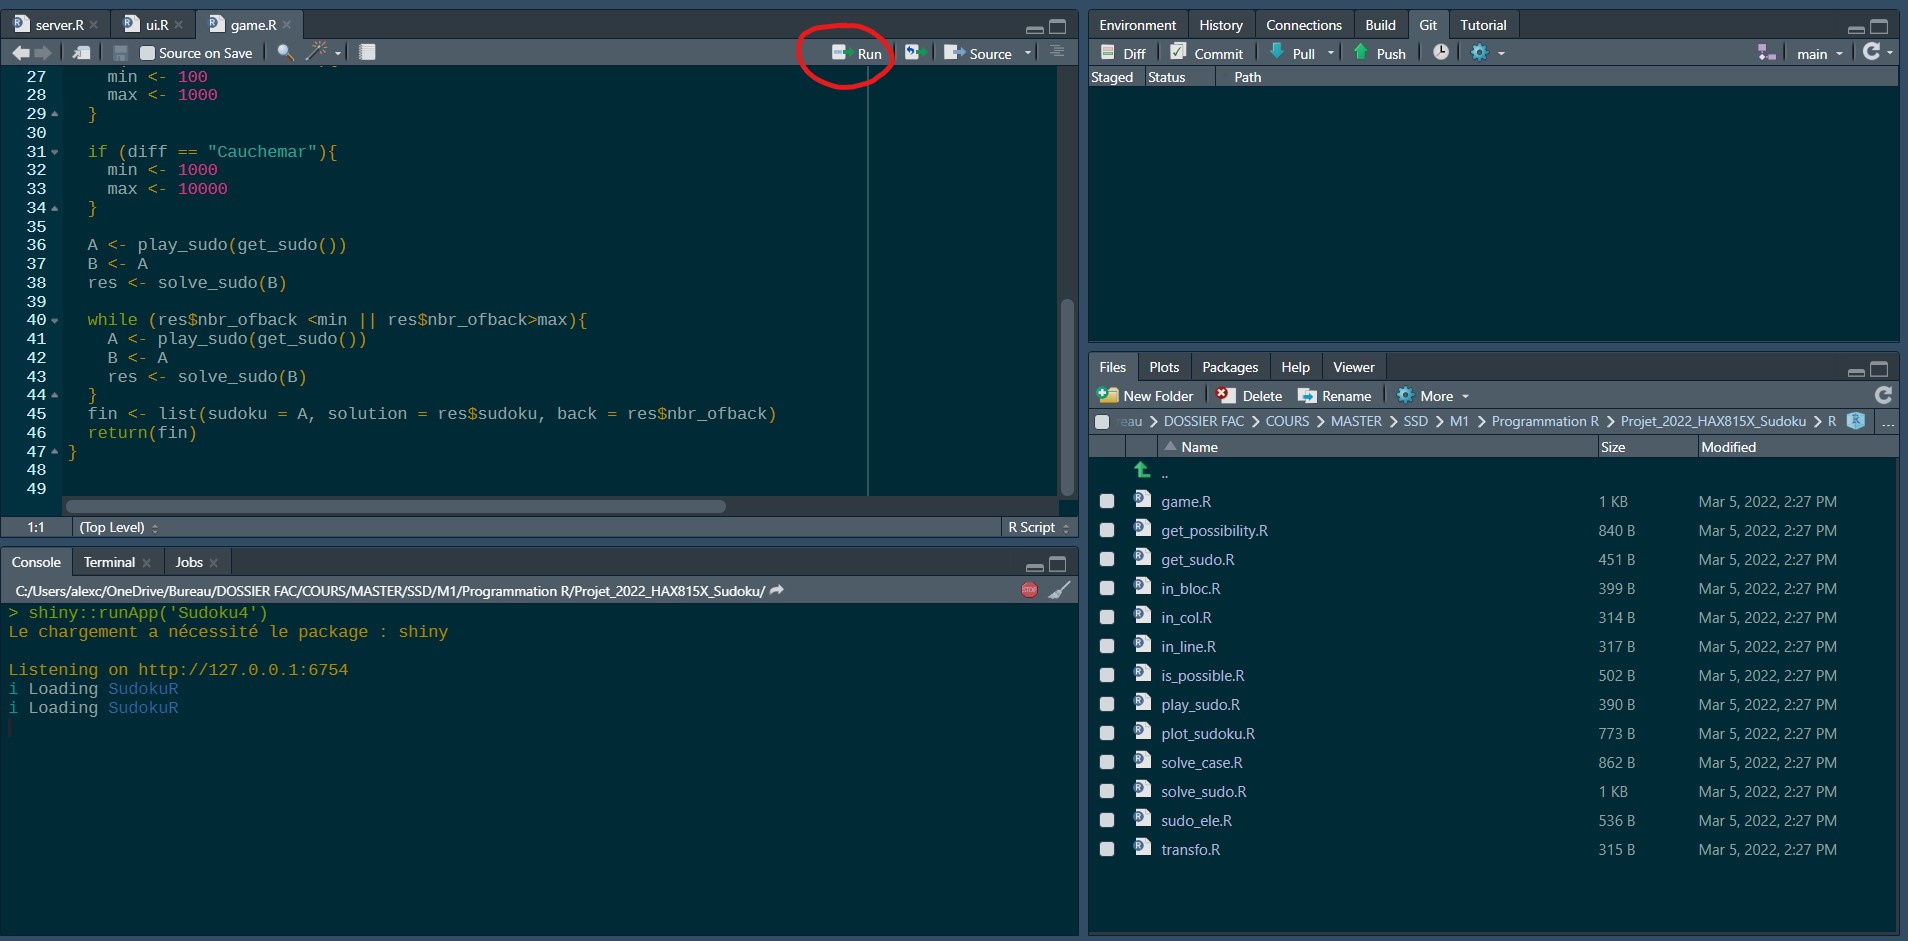 server.R
ui.R
game.R
Source on Save
Run
Source
27 min <- 100
28 max <- 1000
29 }
30
31 if (diff == "Cauchemar"){
32 min <- 1000
33 max <- 10000
34 }
35
36 A <- play_sudo(get_sudo())
37 B <- A
38 res <- solve_sudo(B)
39
40 while (res$nbr_ofback <min || res$nbr_ofback>max){
41 A <- play_sudo(get_sudo())
42 B <- A
43 res <- solve_sudo(B)
44 }
45 fin <- list(sudoku = A, solution = res$sudoku, back = res$nbr_ofback)
46 return(fin)
47 }
48
49
1:1 (Top Level) R Script
Console Terminal Jobs
C:/Users/alexc/OneDrive/Bureau/DOSSIER FAC/COURS/MASTER/SSD/M1/Programmation R/Projet_2022_HAX815X_Sudoku/
STOP
> shiny::runApp('Sudoku4')
Le chargement a nécessité le package : shiny
Listening on http://127.0.0.1:6754
i Loading SudokuR
i Loading SudokuR
Environment History Connections Build Git Tutorial
Diff Commit Pull Push main
Staged Status Path
Files Plots Packages Help Viewer
New Folder Delete Rename More
eau > DOSSIER FAC > COURS > MASTER > SSD > M1 > Programmation R > Projet_2022_HAX815X_Sudoku > R ...
Name Size Modified
..
game.R 1 KB Mar 5, 2022, 2:27 PM
get_possibility.R 840 B Mar 5, 2022, 2:27 PM
get_sudo.R 451 B Mar 5, 2022, 2:27 PM
in_bloc.R 399 B Mar 5, 2022, 2:27 PM
in_col.R 314 B Mar 5, 2022, 2:27 PM
in_line.R 317 B Mar 5, 2022, 2:27 PM
is_possible.R 502 B Mar 5, 2022, 2:27 PM
play_sudo.R 390 B Mar 5, 2022, 2:27 PM
plot_sudoku.R 773 B Mar 5, 2022, 2:27 PM
solve_case.R 862 B Mar 5, 2022, 2:27 PM
solve_sudo.R 1 KB Mar 5, 2022, 2:27 PM
sudo_ele.R 536 B Mar 5, 2022, 2:27 PM
transfo.R 315 B Mar 5, 2022, 2:27 PM